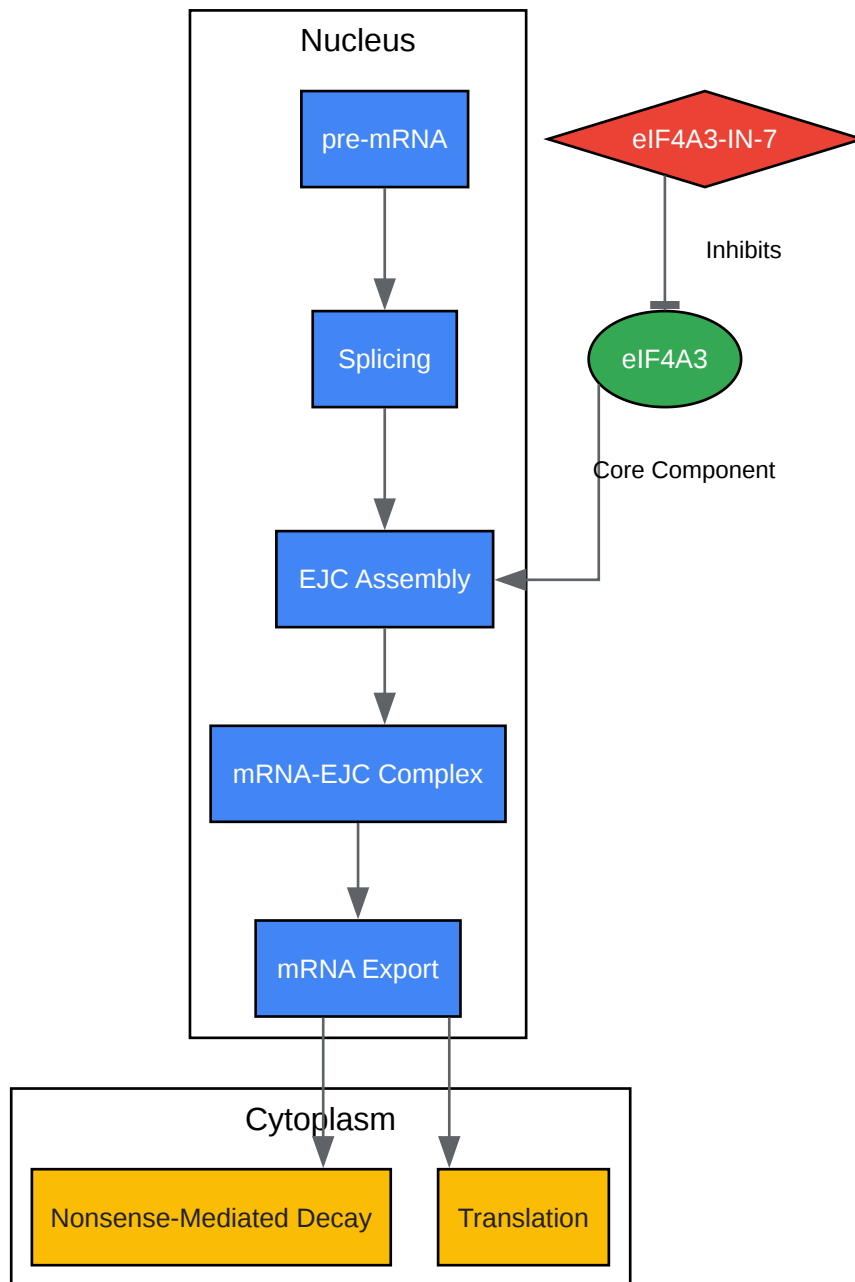 Nucleus
pre-mRNA
eIF4A3-IN-7
Inhibits
Splicing
eIF4A3
Core Component
EJC Assembly
mRNA-EJC Complex
mRNA Export
Cytoplasm
Nonsense-Mediated Decay
Translation